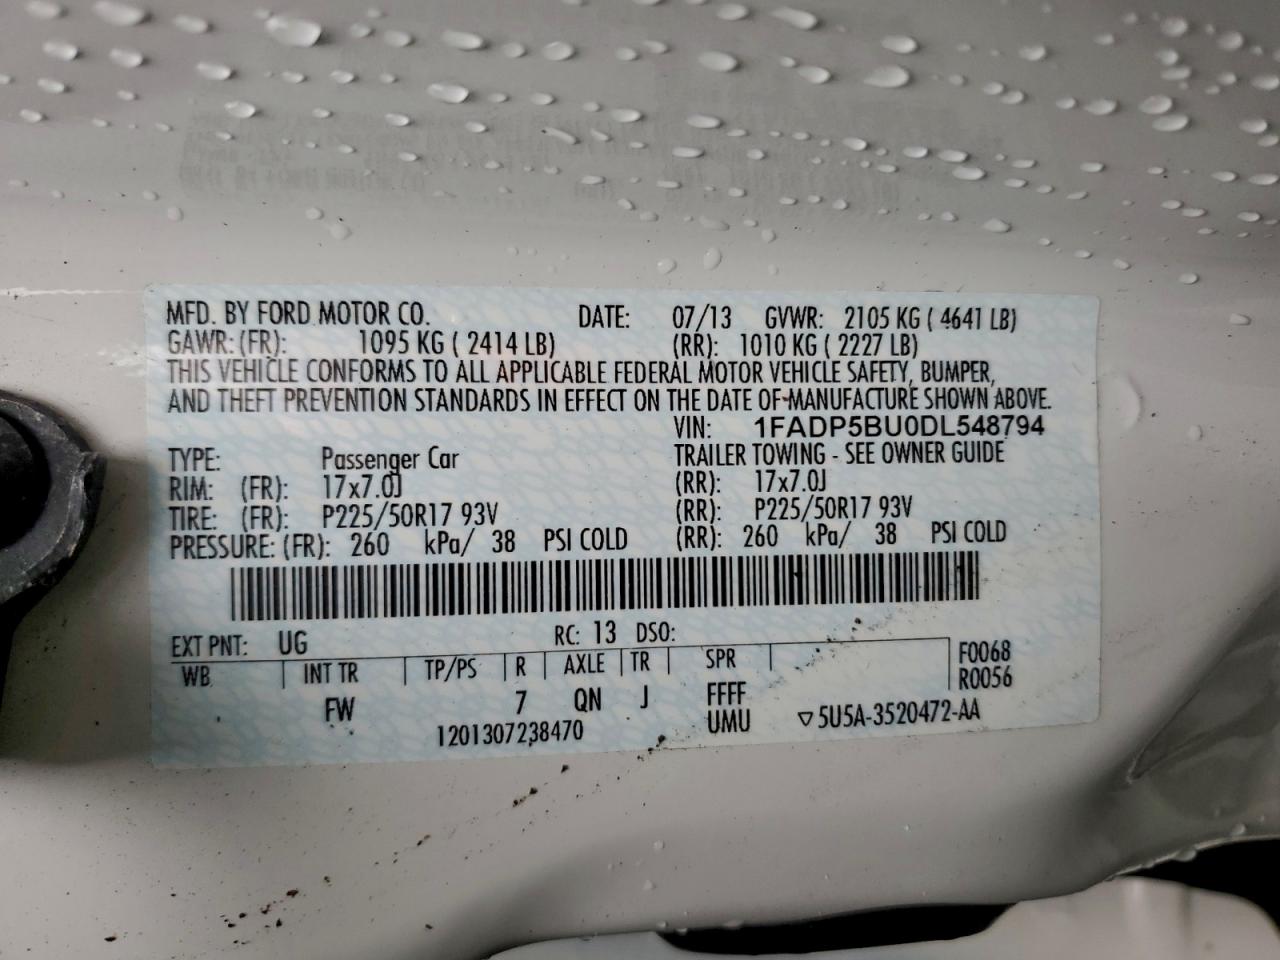 MFD. BY FORD MOTOR CO. DATE: 07/13 GVWR: 2105 KG ( 4641 LB)
GAWR: (FR): 1095 KG ( 2414 LB) (RR): 1010 KG ( 2227 LB)
THIS VEHICLE CONFORMS TO ALL APPLICABLE FEDERAL MOTOR VEHICLE SAFETY, BUMPER,
AND THEFT PREVENTION STANDARDS IN EFFECT ON THE DATE OF MANUFACTURE SHOWN ABOVE.
VIN: 1FADP5BU0DL548794
TYPE: Passenger Car TRAILER TOWING - SEE OWNER GUIDE
RIM: (FR): 17x7.0J (RR): 17x7.0J
TIRE: (FR): P225/50R17 93V (RR): P225/50R17 93V
PRESSURE: (FR): 260 kPa/ 38 PSI COLD (RR): 260 kPa/ 38 PSI COLD
EXT PNT: UG RC: 13 DSO:
WB INT TR TP/PS R AXLE TR SPR F0068
R0056
FW 7 QN J FFFF
1201307238470 UMU ▽5U5A-3520472-AA